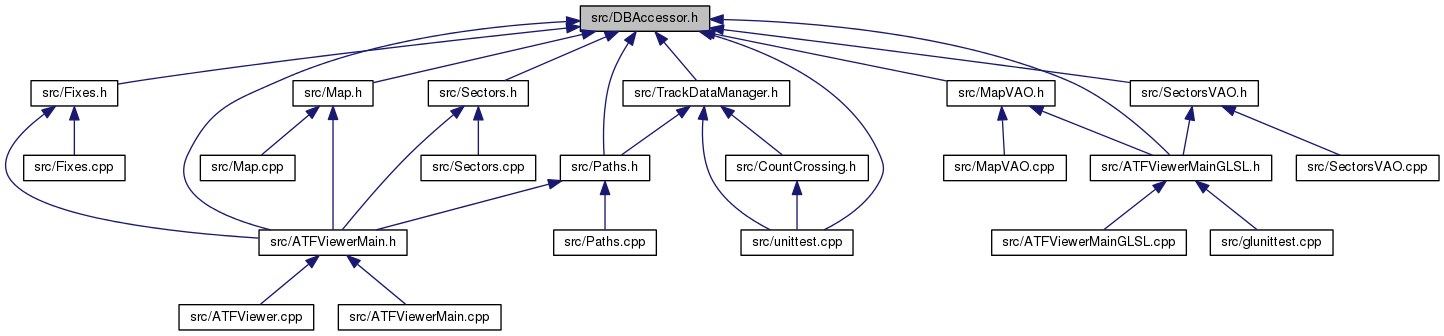 src/DBAccessor.h
src/Fixes.h
src/Map.h
src/Sectors.h
src/TrackDataManager.h
src/MapVAO.h
src/SectorsVAO.h
src/Fixes.cpp
src/Map.cpp
src/Sectors.cpp
src/Paths.h
src/CountCrossing.h
src/MapVAO.cpp
src/ATFViewerMainGLSL.h
src/SectorsVAO.cpp
src/ATFViewerMain.h
src/Paths.cpp
src/unittest.cpp
src/ATFViewerMainGLSL.cpp
src/glunittest.cpp
src/ATFViewer.cpp
src/ATFViewerMain.cpp